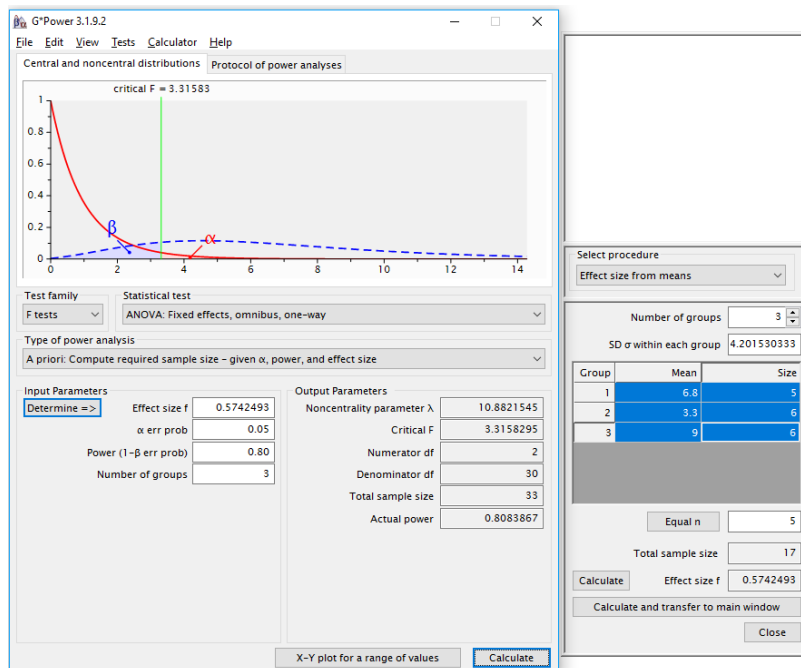 G*Power 3.1.9.2
File Edit View Tests Calculator Help
Central and noncentral distributions Protocol of power analyses
critical F = 3.31583
1
0.8
0.6
0.4
0.2
0
β
α
0 2 4 6 8 10 12 14
Test family Statistical test
F tests ANOVA: Fixed effects, omnibus, one-way
Type of power analysis
A priori: Compute required sample size - given α, power, and effect size
Input Parameters Output Parameters
Determine => Effect size f 0.5742493 Noncentrality parameter λ 10.8821545
α err prob 0.05 Critical F 3.3158295
Power (1-β err prob) 0.80 Numerator df 2
Number of groups 3 Denominator df 30
Total sample size 33
Actual power 0.8083867
X-Y plot for a range of values Calculate
Select procedure
Effect size from means
Number of groups 3
SD σ within each group 4.201530333
Group Mean Size
1 6.8 5
2 3.3 6
3 9 6
Equal n 5
Total sample size 17
Calculate Effect size f 0.5742493
Calculate and transfer to main window
Close